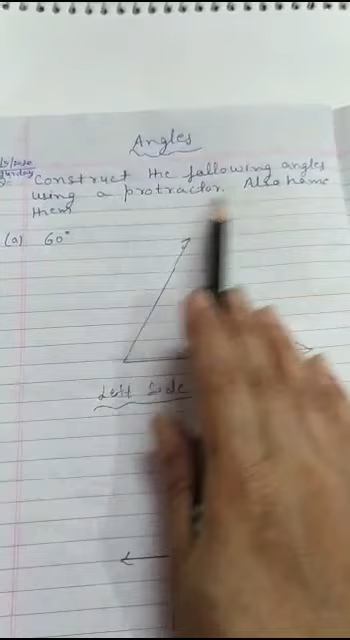 Angles
Construct the following angles
using a protractor. Also name
them
(a) 60°
Left Side